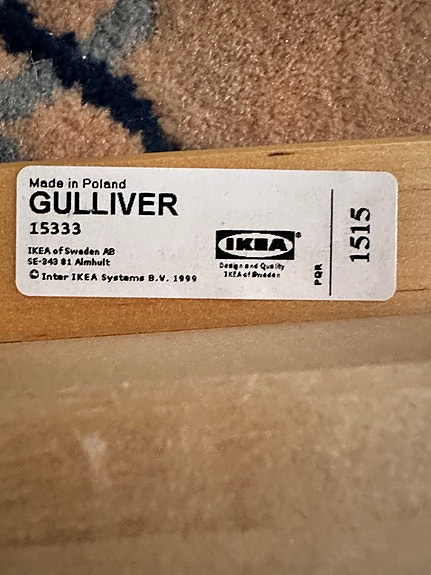 Made in Poland
GULLIVER
15333
IKEA of Sweden AB
SE-343 81 Älmhult
© Inter IKEA Systems B.V. 1999
IKEA®
Design and Quality
IKEA of Sweden
PQR
1515